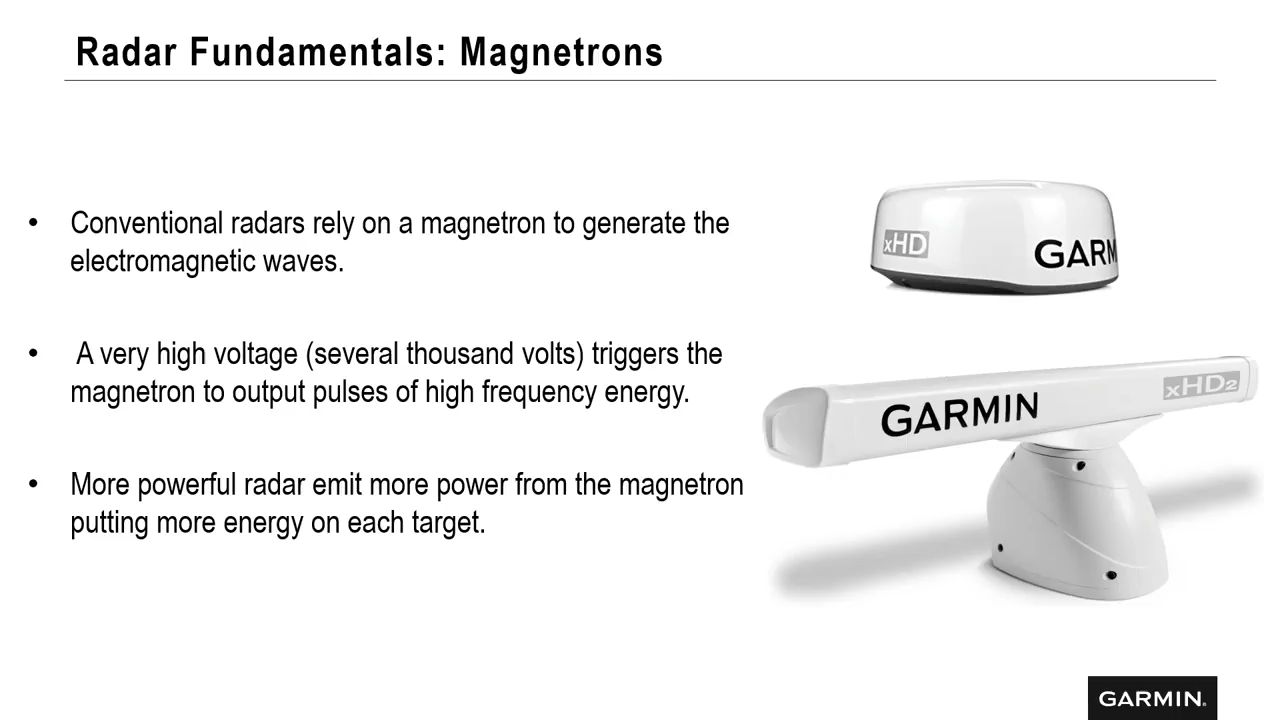 Radar Fundamentals: Magnetrons
• Conventional radars rely on a magnetron to generate the
electromagnetic waves.
• A very high voltage (several thousand volts) triggers the
magnetron to output pulses of high frequency energy.
• More powerful radar emit more power from the magnetron
putting more energy on each target.
xHD
GARM
GARMIN
xHD2
GARMIN®